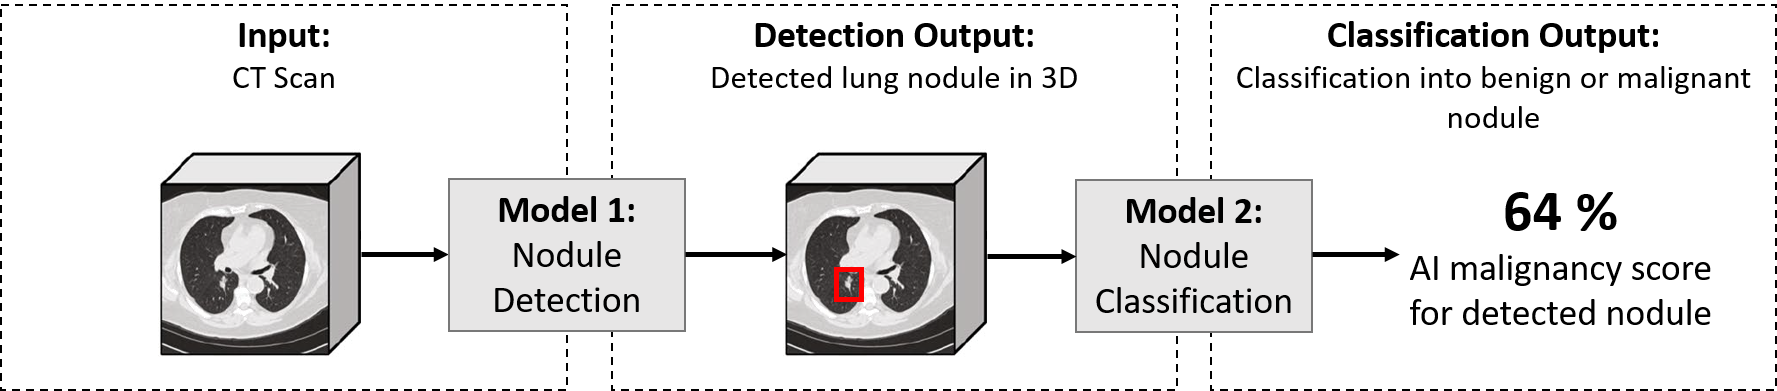 Input:
CT Scan
Model 1:
Nodule
Detection
Detection Output:
Detected lung nodule in 3D
Model 2:
Nodule
Classification
Classification Output:
Classification into benign or malignant
nodule
64 %
AI malignancy score
for detected nodule